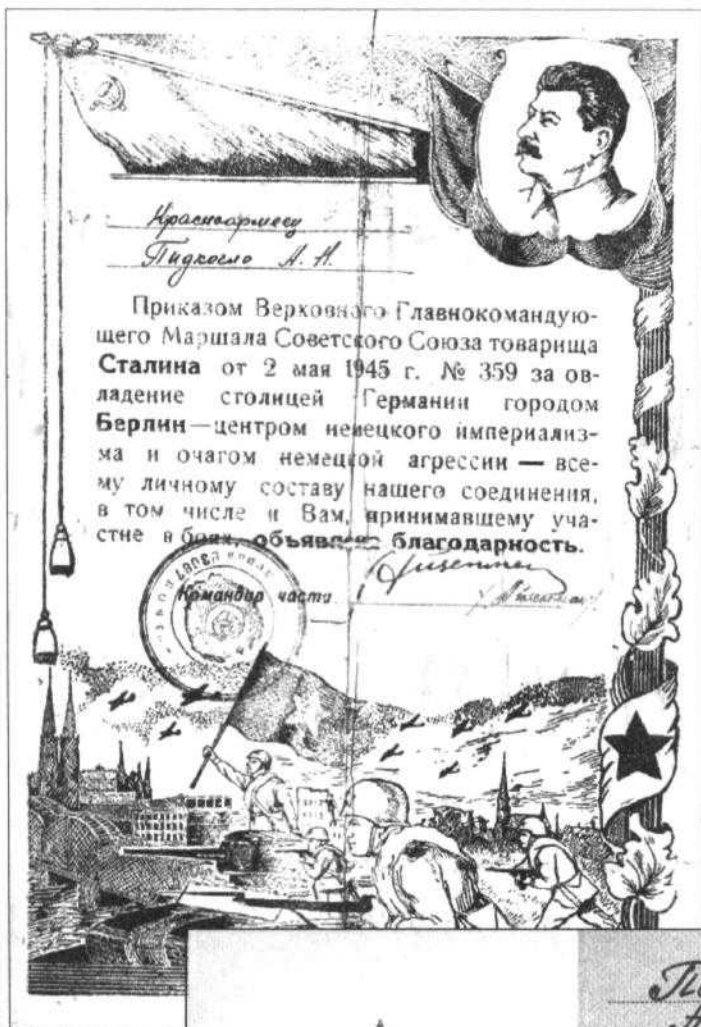 Красноармейцу
А. Н.
Приказом Верховного Главнокомандую-
щего Маршала Советского Союза товарища
Сталина от 2 мая 1945 г. № 359 за ов-
ладение столицей Германии городом
Берлин—центром немецкого империализ-
ма и очагом немецкой агрессии — все-
му личному составу нашего соединения,
в том числе и Вам, принимавшему уча-
стие в боях, объявлена благодарность.
Командир части